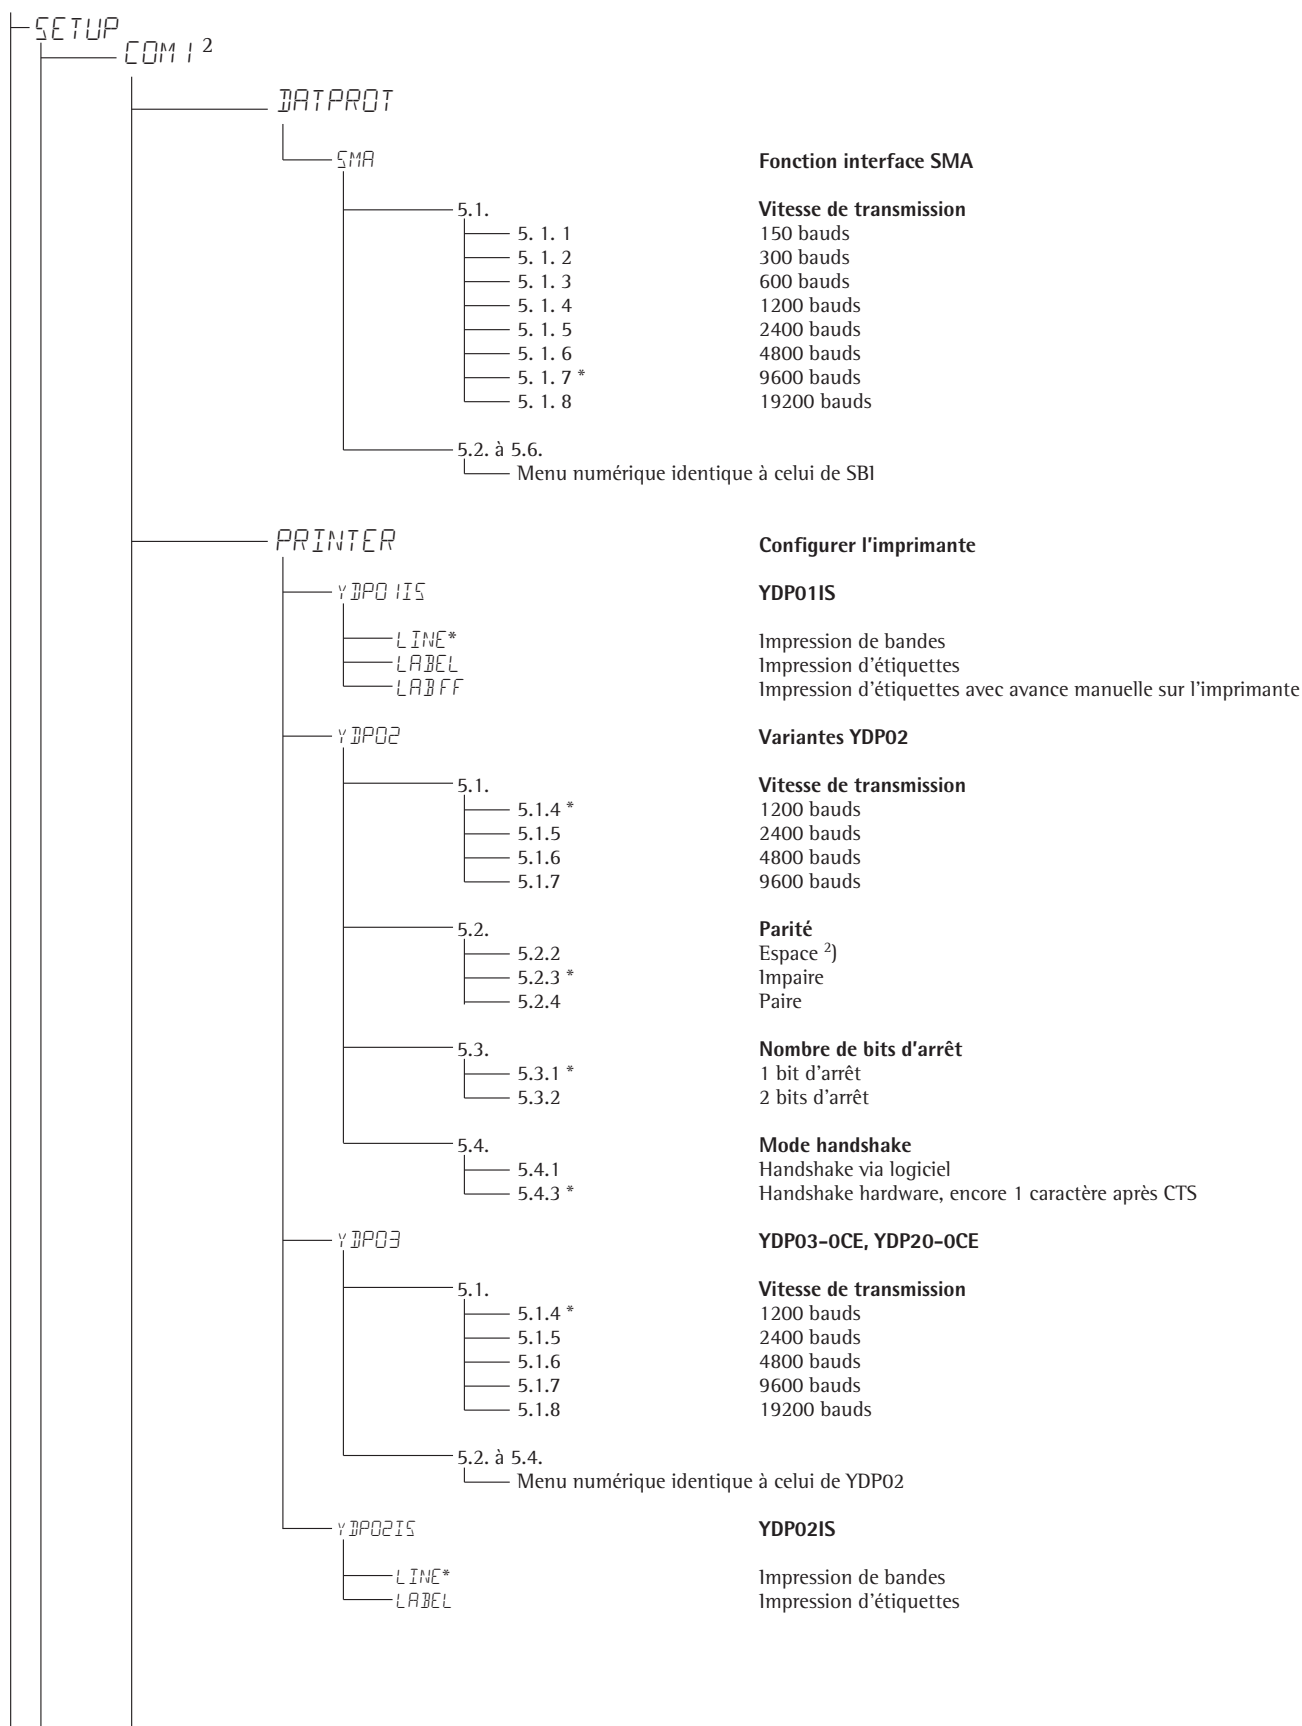 SETUP
COM1 2
DATPROT
SMA Fonction interface SMA
5.1. Vitesse de transmission
5. 1. 1 150 bauds
5. 1. 2 300 bauds
5. 1. 3 600 bauds
5. 1. 4 1200 bauds
5. 1. 5 2400 bauds
5. 1. 6 4800 bauds
5. 1. 7 * 9600 bauds
5. 1. 8 19200 bauds
5.2. à 5.6.
Menu numérique identique à celui de SBI
PRINTER Configurer l'imprimante
YDP01IS YDP01IS
LINE* Impression de bandes
LABEL Impression d'étiquettes
LABFF Impression d'étiquettes avec avance manuelle sur l'imprimante
YDP02 Variantes YDP02
5.1. Vitesse de transmission
5.1.4 * 1200 bauds
5.1.5 2400 bauds
5.1.6 4800 bauds
5.1.7 9600 bauds
5.2. Parité
5.2.2 Espace 2)
5.2.3 * Impaire
5.2.4 Paire
5.3. Nombre de bits d'arrêt
5.3.1 * 1 bit d'arrêt
5.3.2 2 bits d'arrêt
5.4. Mode handshake
5.4.1 Handshake via logiciel
5.4.3 * Handshake hardware, encore 1 caractère après CTS
YDP03 YDP03-0CE, YDP20-0CE
5.1. Vitesse de transmission
5.1.4 * 1200 bauds
5.1.5 2400 bauds
5.1.6 4800 bauds
5.1.7 9600 bauds
5.1.8 19200 bauds
5.2. à 5.4.
Menu numérique identique à celui de YDP02
YDP02IS YDP02IS
LINE* Impression de bandes
LABEL Impression d'étiquettes